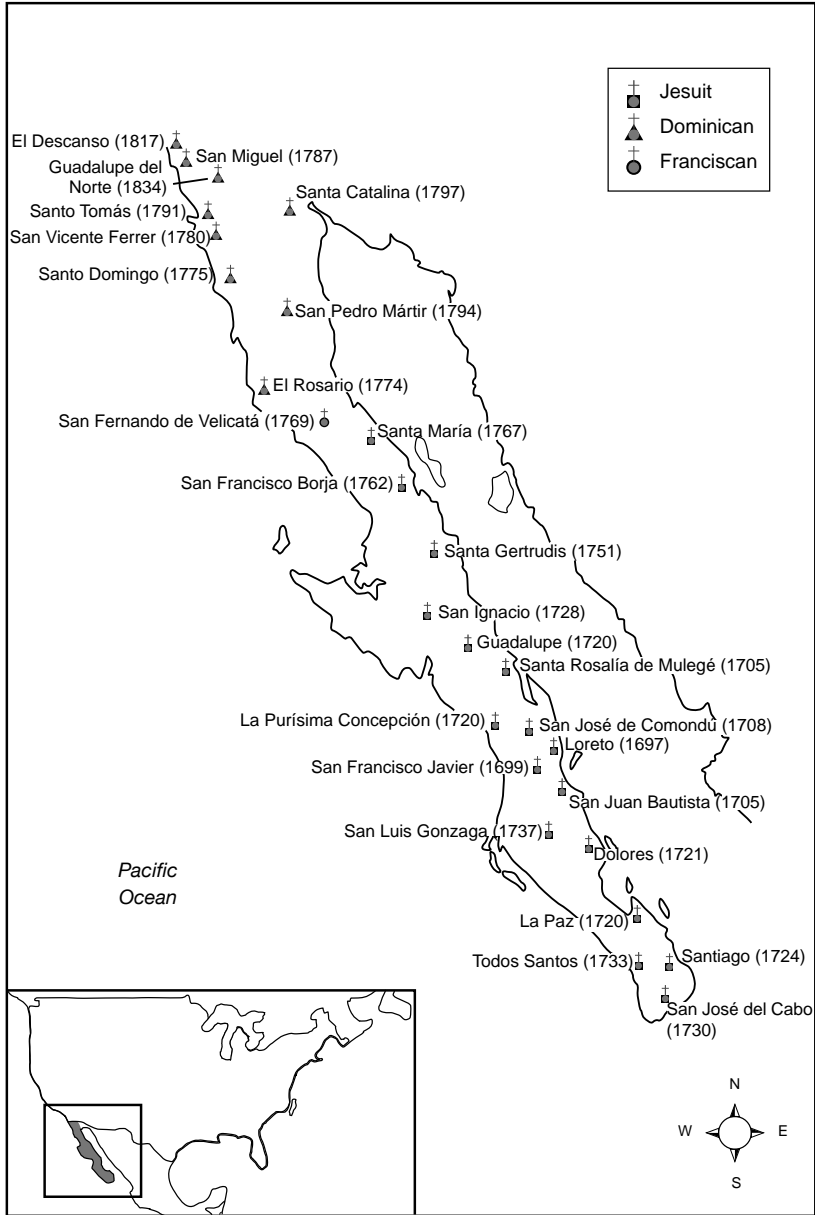 Jesuit
Dominican
Franciscan
El Descanso (1817)
San Miguel (1787)
Guadalupe del
Norte (1834)
Santa Catalina (1797)
Santo Tomás (1791)
San Vicente Ferrer (1780)
Santo Domingo (1775)
San Pedro Mártir (1794)
El Rosario (1774)
San Fernando de Velicatá (1769)
Santa María (1767)
San Francisco Borja (1762)
Santa Gertrudis (1751)
San Ignacio (1728)
Guadalupe (1720)
Santa Rosalía de Mulegé (1705)
La Purísima Concepción (1720)
San José de Comondú (1708)
Loreto (1697)
San Francisco Javier (1699)
San Juan Bautista (1705)
San Luis Gonzaga (1737)
Dolores (1721)
Pacific
Ocean
La Paz (1720)
Todos Santos (1733)
Santiago (1724)
San José del Cabo
(1730)
N
W E
S